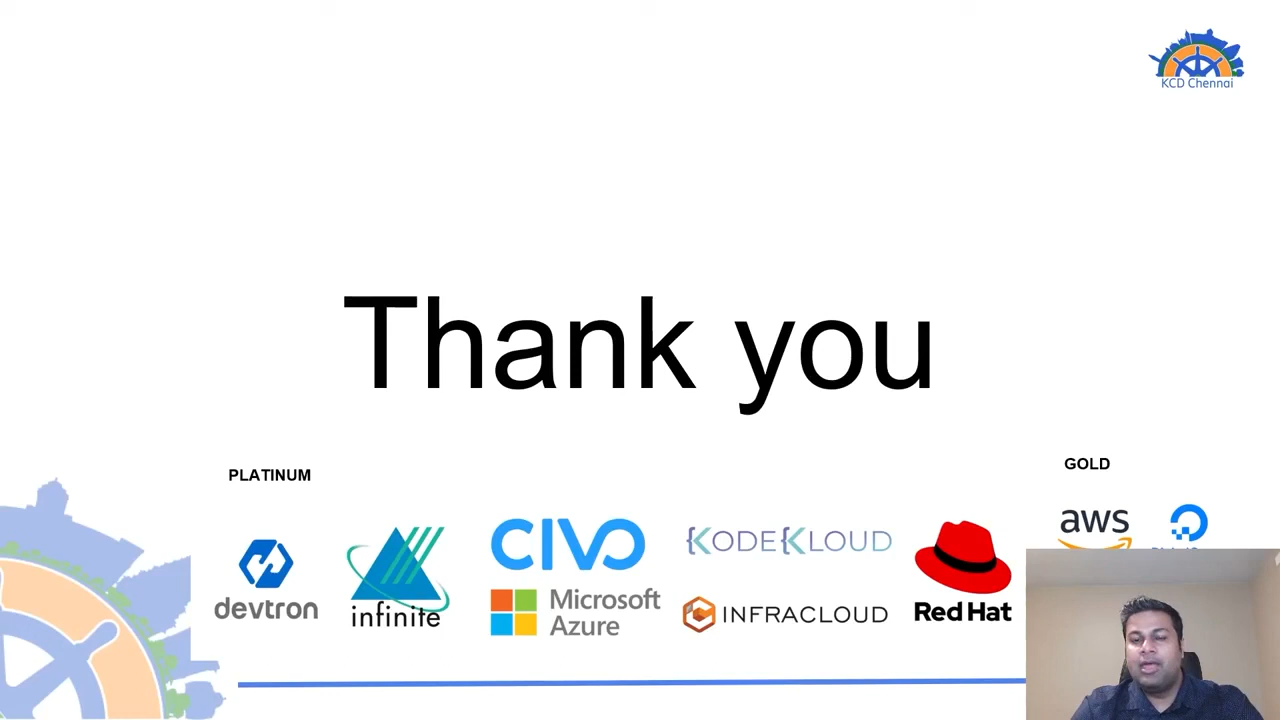 KCD Chennai
Thank you
PLATINUM
GOLD
devtron
infinite
CIVO
Microsoft
Azure
KODEKLOUD
INFRACLOUD
Red Hat
aws